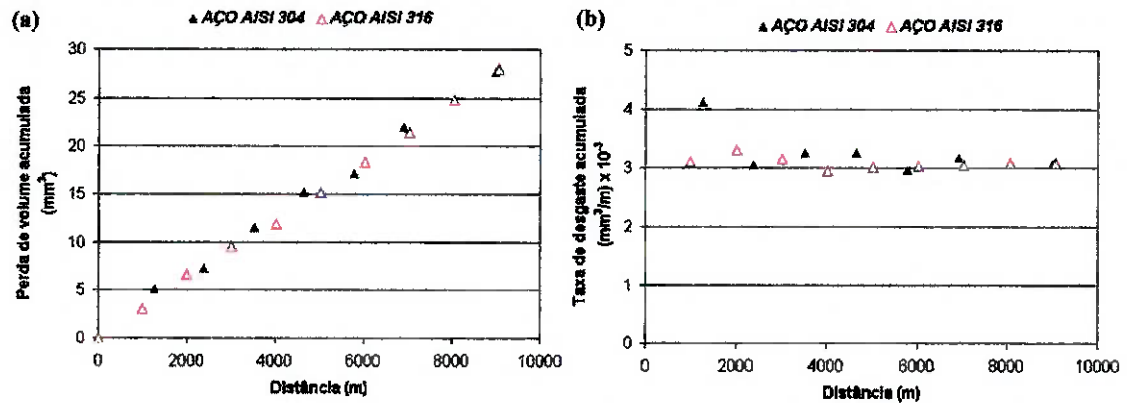 (a)
AÇO AISI 304 AÇO AISI 316
Perda de volume acumulada
(mm³)
30
25
20
15
10
5
0
0 2000 4000 6000 8000 10000
Distância (m)
(b)
AÇO AISI 304 AÇO AISI 316
Taxa de desgaste acumulada
(mm³/m) x 10⁻³
5
4
3
2
1
0
0 2000 4000 6000 8000 10000
Distância (m)